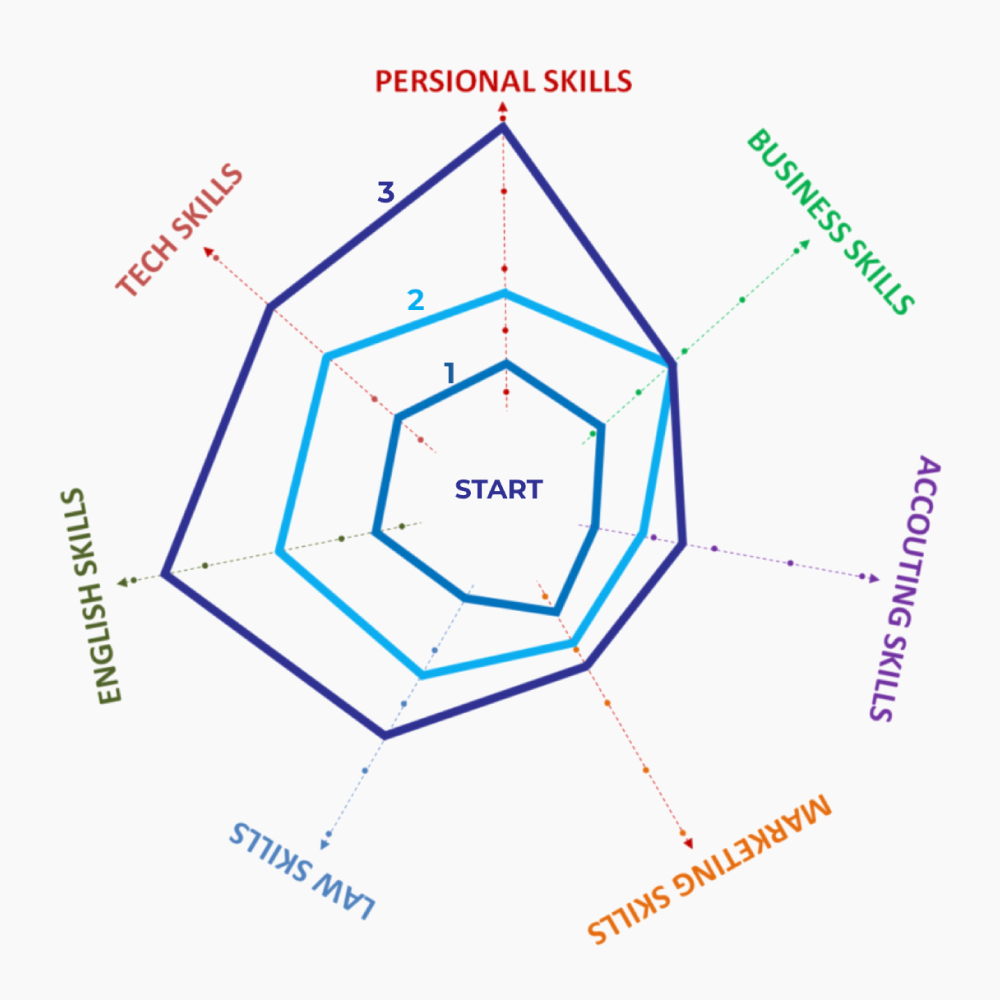 PERSIONAL SKILLS
BUSINESS SKILLS
TECH SKILLS
3
2
1
START
ACCOUTING SKILLS
ENGLISH SKILLS
MARKETING SKILLS
LAW SKILLS